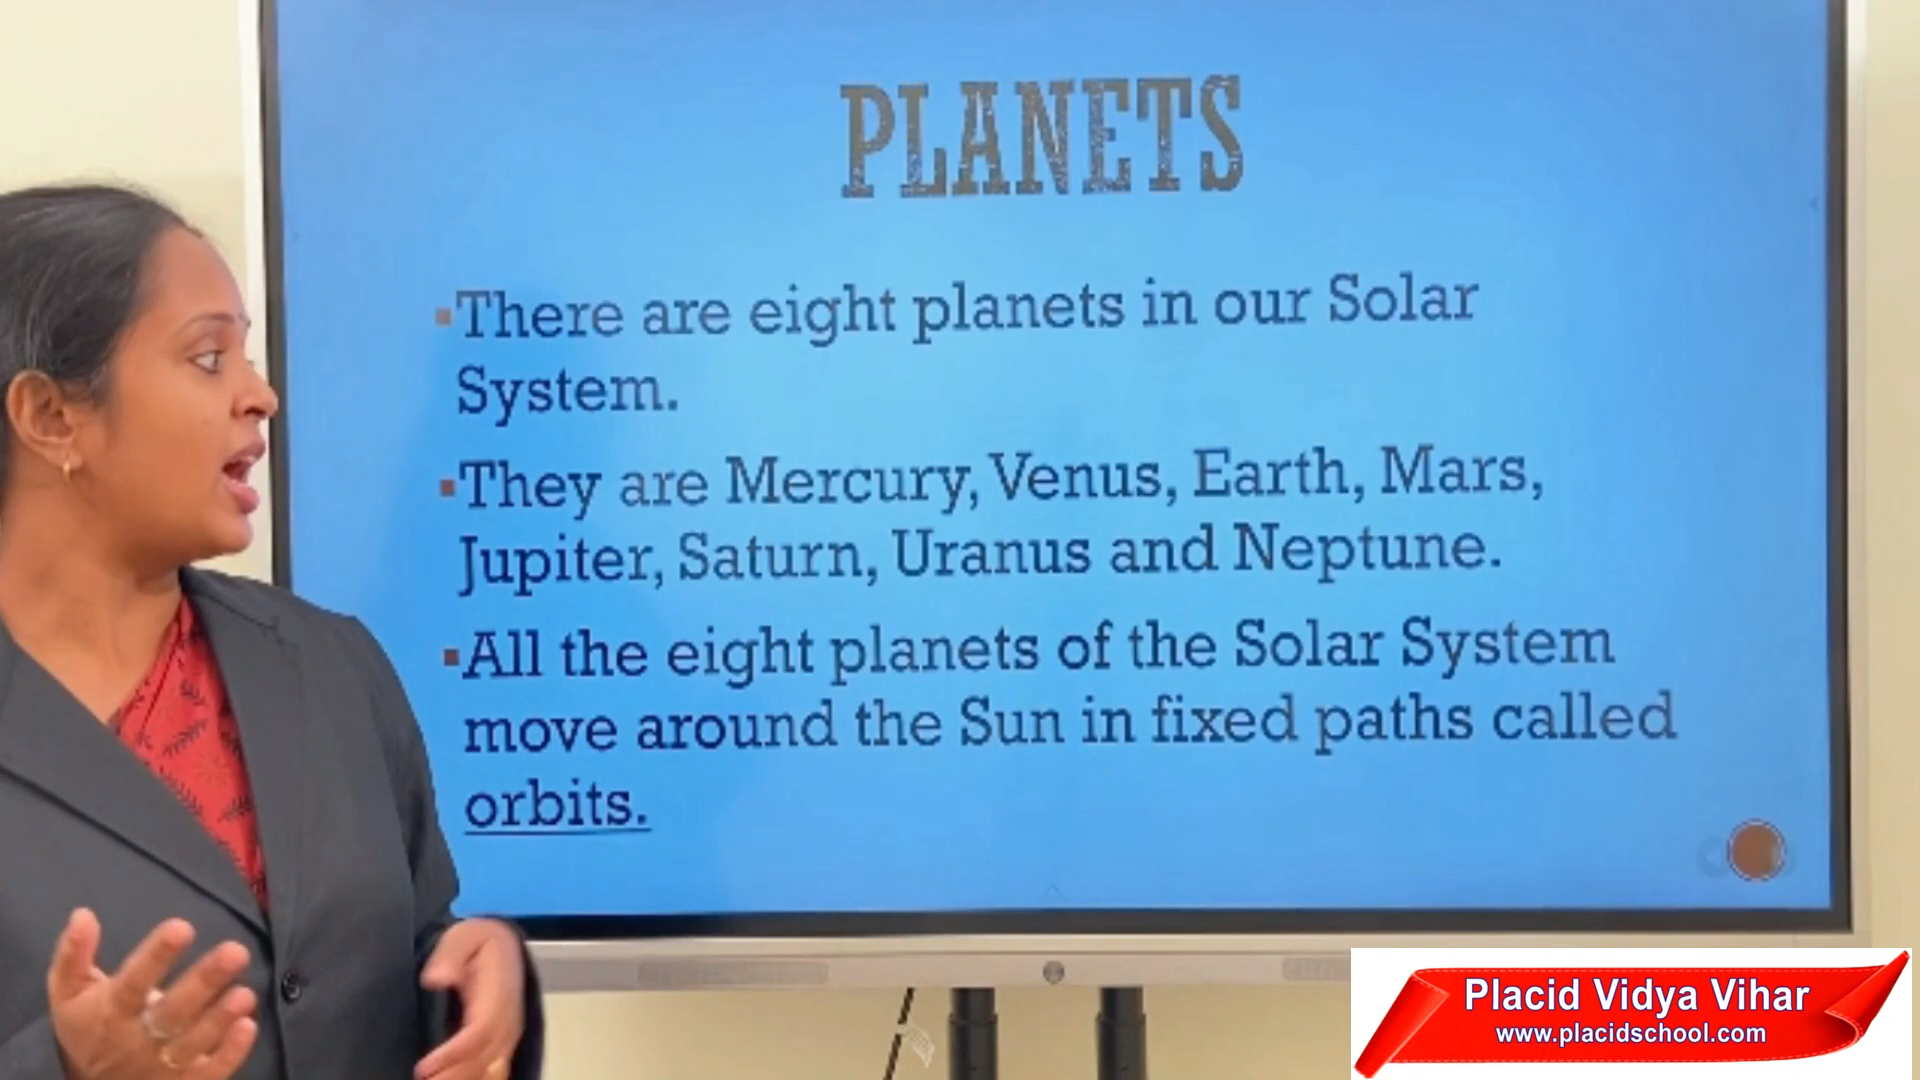 PLANETS
▪There are eight planets in our Solar
System.
▪They are Mercury, Venus, Earth, Mars,
Jupiter, Saturn, Uranus and Neptune.
▪All the eight planets of the Solar System
move around the Sun in fixed paths called
orbits.
Placid Vidya Vihar
www.placidschool.com